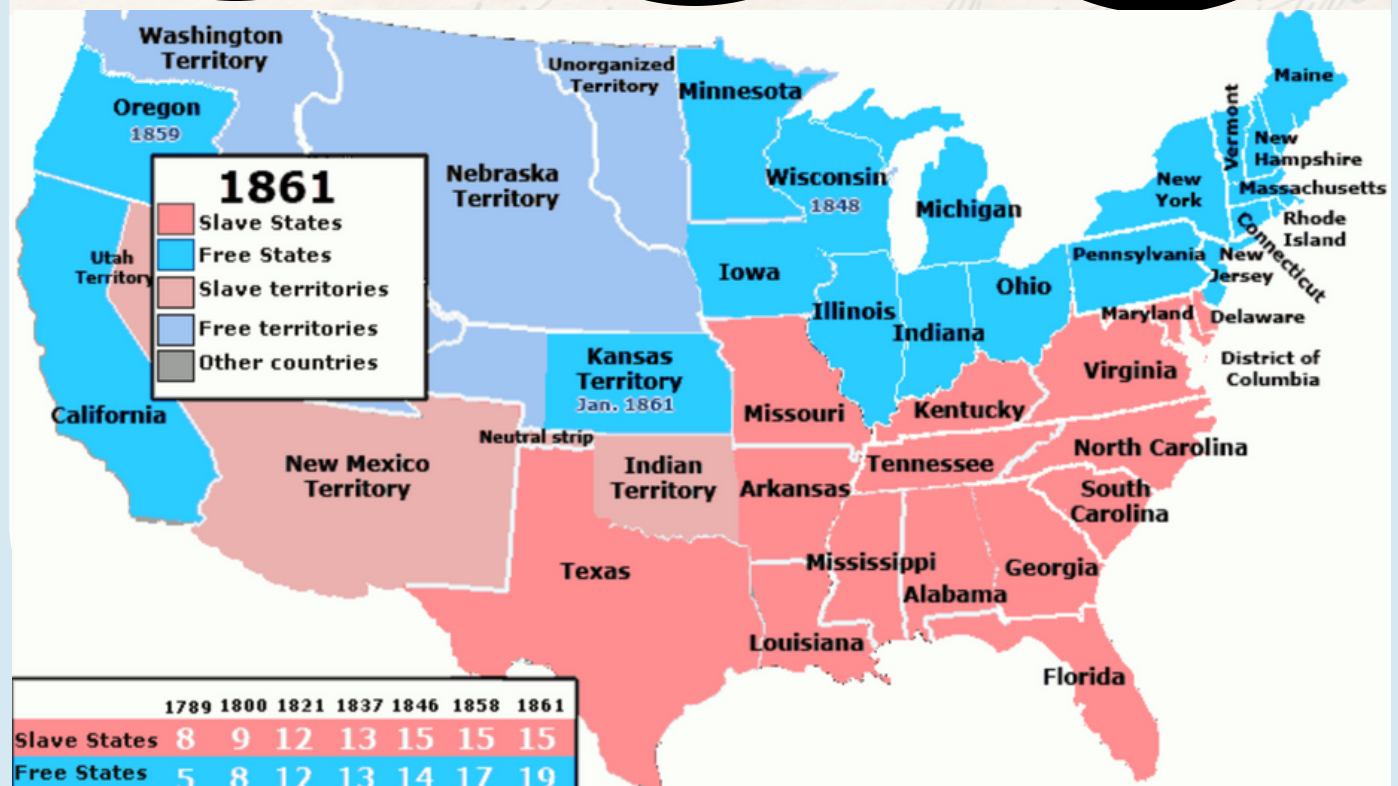 Washington
Territory
Oregon
1859
Unorganized
Territory
Minnesota
Maine
Vermont
New
Hampshire
Nebraska
Territory
Wisconsin
1848
Michigan
New
York
Massachusetts
Rhode
Island
Connecticut
1861
Slave States
Free States
Slave territories
Free territories
Other countries
Utah
Territory
Iowa
Illinois
Indiana
Ohio
Pennsylvania
New
Jersey
Maryland
Delaware
District of
Columbia
Virginia
Kansas
Territory
Jan. 1861
California
Missouri
Kentucky
Neutral strip
New Mexico
Territory
Indian
Territory
Arkansas
Tennessee
North Carolina
South
Carolina
Texas
Mississippi
Alabama
Georgia
Louisiana
Florida
1789 1800 1821 1837 1846 1858 1861
Slave States 8 9 12 13 15 15 15
Free States 5 8 12 13 14 17 19